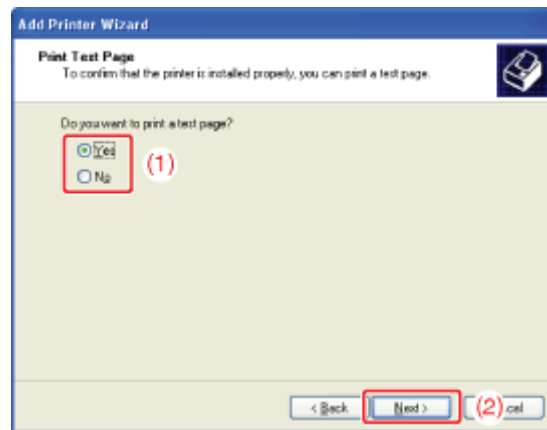 Add Printer Wizard
Print Test Page
To confirm that the printer is installed properly, you can print a test page.
Do you want to print a test page?
Yes
(1)
No
< Back
Next >
(2)
cel